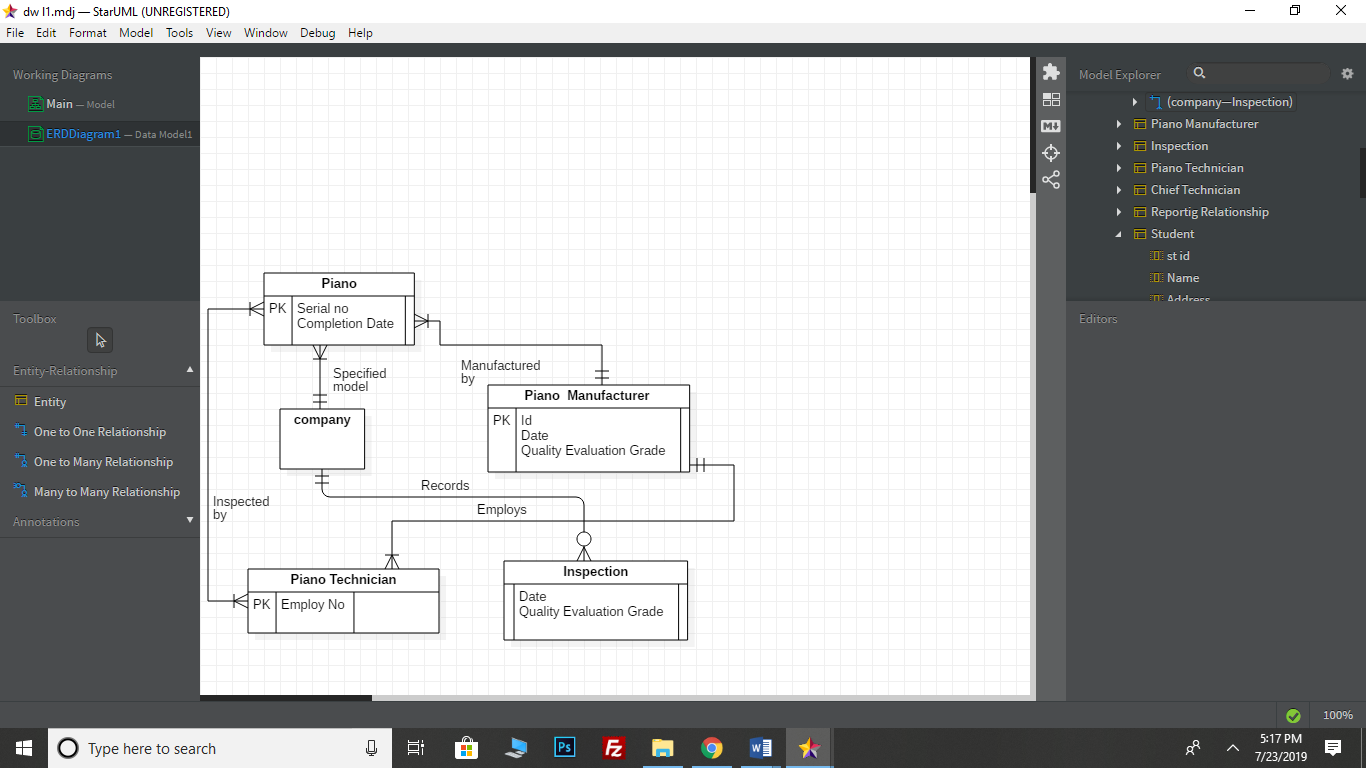 dw l1.mdj — StarUML (UNREGISTERED)
File Edit Format Model Tools View Window Debug Help
Working Diagrams
Main — Model
ERDDiagram1 — Data Model1
Toolbox
Entity-Relationship
Entity
One to One Relationship
One to Many Relationship
Many to Many Relationship
Annotations
Piano
PK Serial no
Completion Date
Manufactured
by
Specified
model
Piano Manufacturer
PK Id
Date
Quality Evaluation Grade
company
Records
Employs
Inspected
by
Piano Technician
PK Employ No
Inspection
Date
Quality Evaluation Grade
Model Explorer
(company—Inspection)
Piano Manufacturer
Inspection
Piano Technician
Chief Technician
Reportig Relationship
Student
st id
Name
Address
Editors
100%
Type here to search
Ps
Fz
W
5:17 PM
7/23/2019